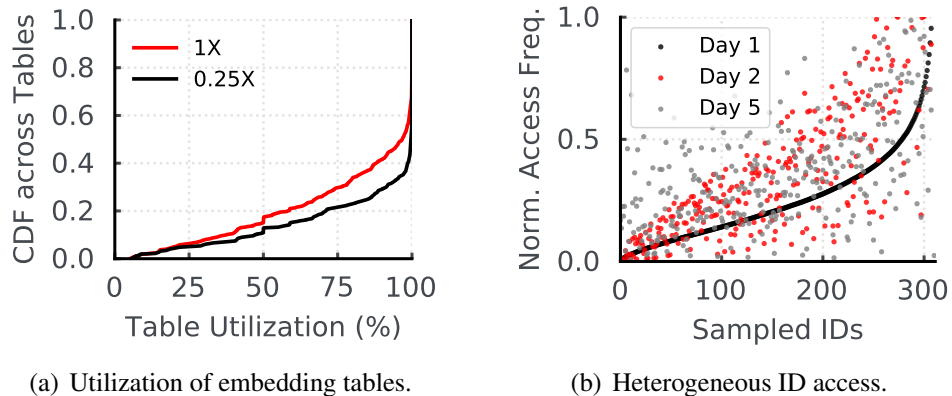 CDF across Tables
1.0
0.8
0.6
0.4
0.2
0.0
1X
0.25X
0 25 50 75 100
Table Utilization (%)
(a) Utilization of embedding tables.
Norm. Access Freq.
1.0
0.5
0.0
Day 1
Day 2
Day 5
0 100 200 300
Sampled IDs
(b) Heterogeneous ID access.